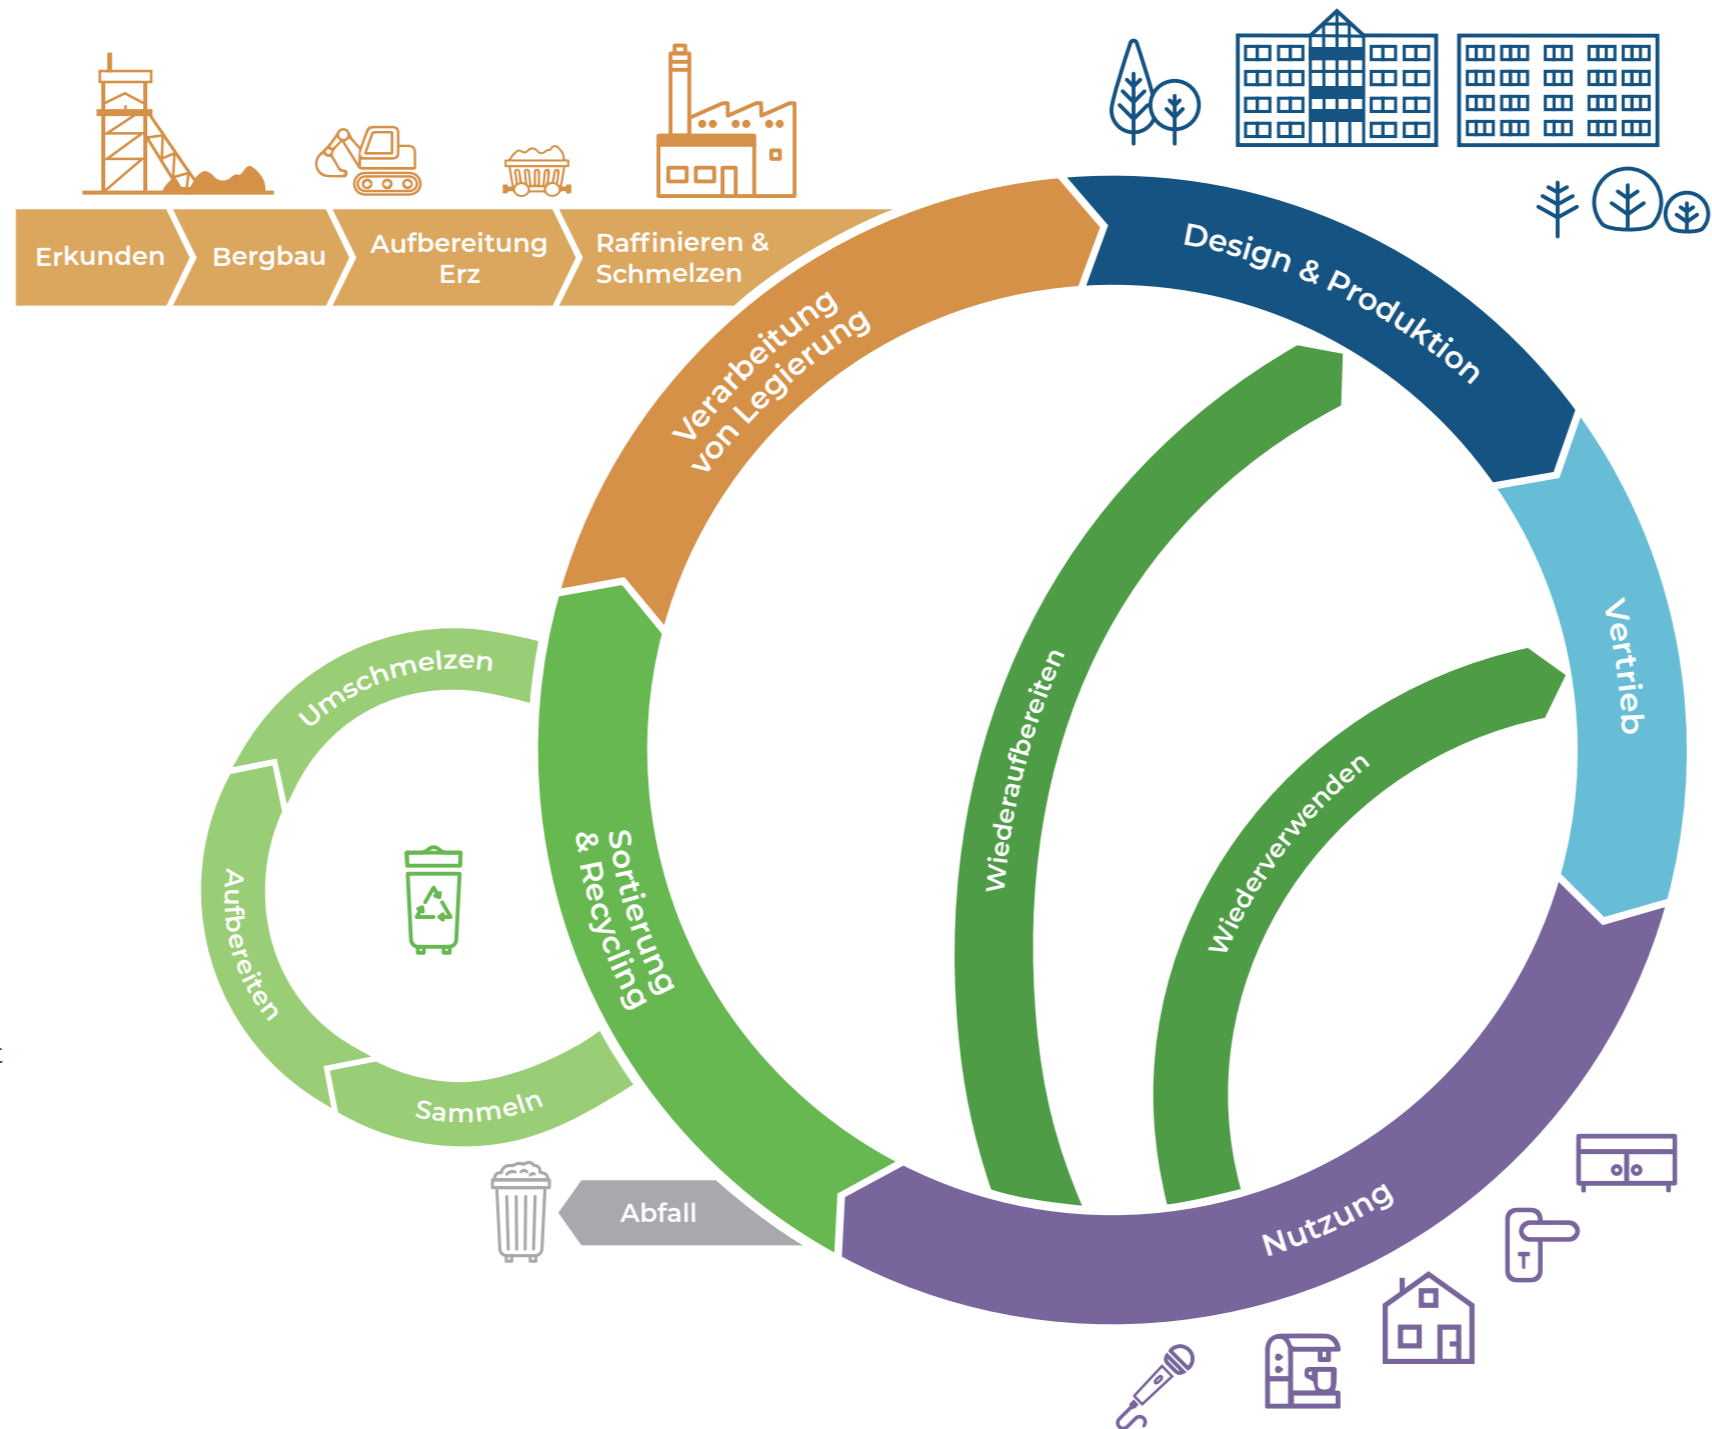 Erkunden
Bergbau
Aufbereitung
Erz
Raffinieren &
Schmelzen
Verarbeitung
von Legierung
Design & Produktion
Vertrieb
Nutzung
Wiederaufbereiten
Wiederverwenden
Sortierung
& Recycling
Umschmelzen
Aufbereiten
Sammeln
Abfall